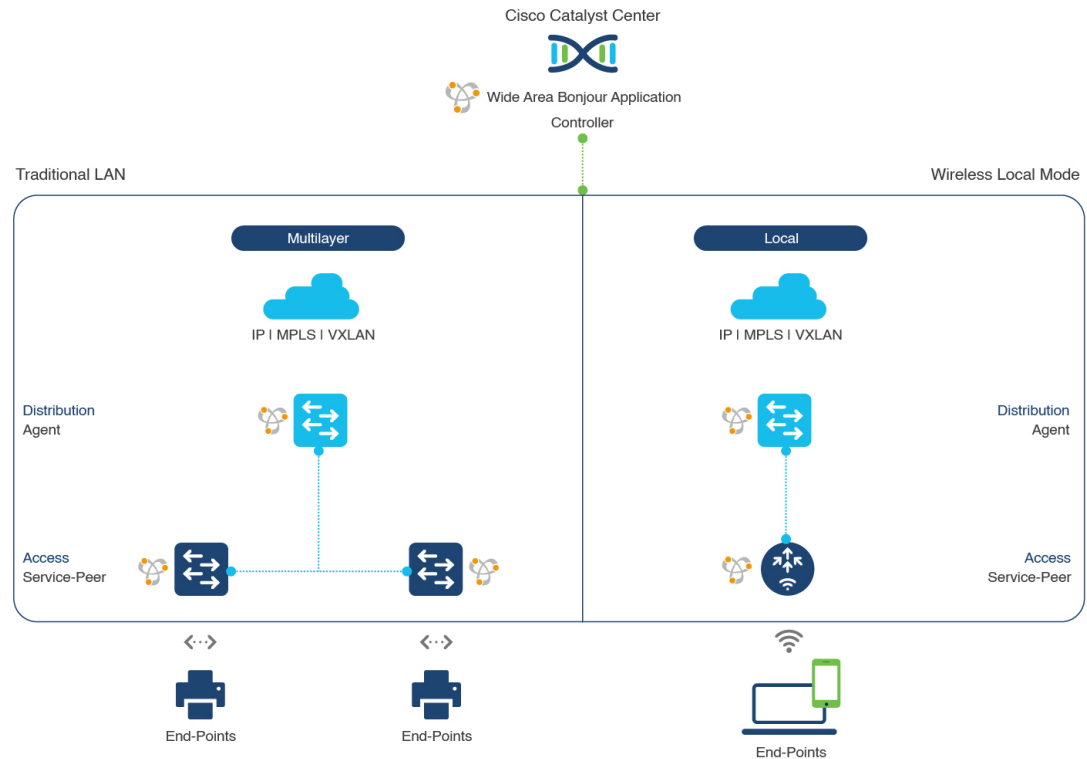 Cisco Catalyst Center
Wide Area Bonjour Application
Controller
Traditional LAN
Wireless Local Mode
Multilayer
Local
IP | MPLS | VXLAN
IP | MPLS | VXLAN
Distribution
Agent
Distribution
Agent
Access
Service-Peer
Access
Service-Peer
End-Points
End-Points
End-Points